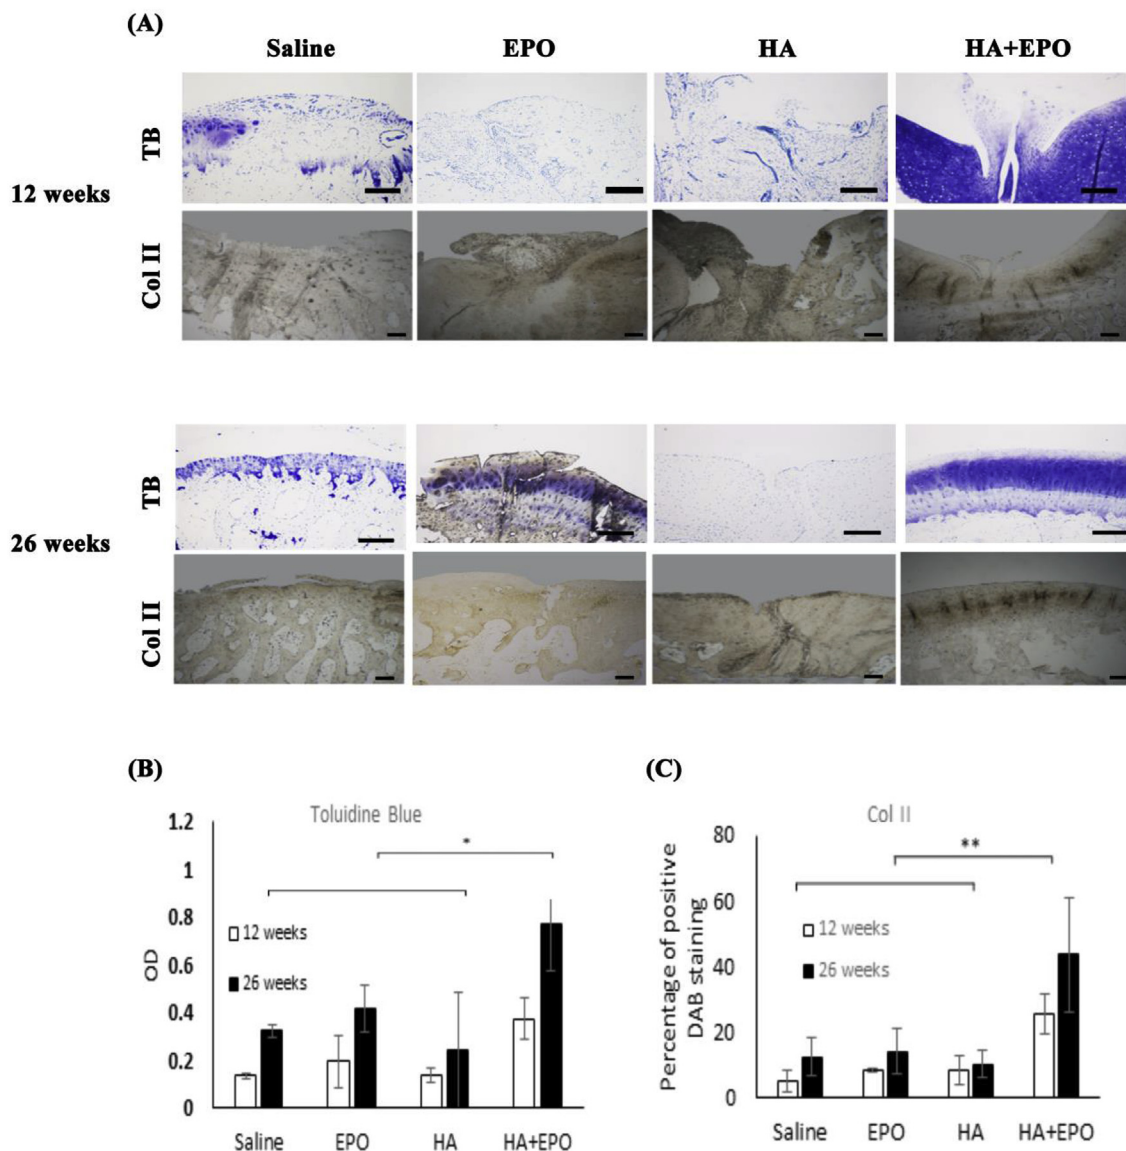 (A)
Saline EPO HA HA+EPO
TB
12 weeks
Col II
TB
26 weeks
Col II
(B)
Toluidine Blue
1.2
1
0.8
0.6
0.4
0.2
0
OD
*
12 weeks
26 weeks
Saline EPO HA HA+EPO
(C)
Col II
80
60
40
20
0
Percentage of positive
DAB staining
**
12 weeks
26 weeks
Saline EPO HA HA+EPO